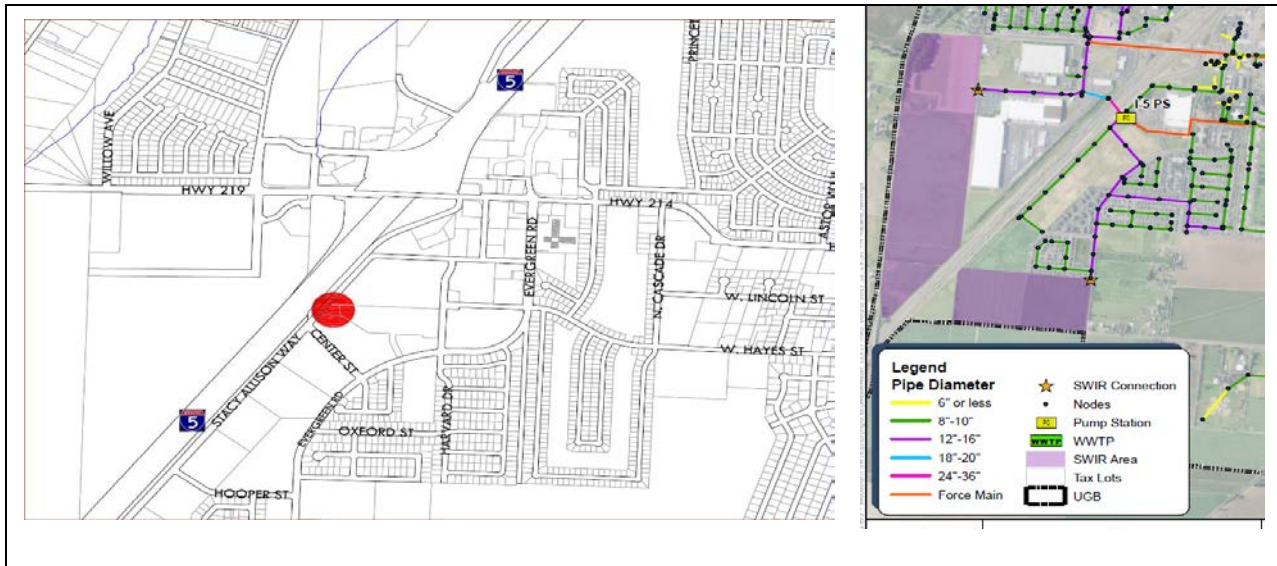 5
PRINCE
WILLOW AVE
HWY 219
HWY 214
ASTOR WAY
EVERGREEN RD
N. CASCADE DR
W. LINCOLN ST
STACY ALLISON WAY
CENTER ST
W. HAYES ST
5
EVERGREEN RD
HARVARD DR
OXFORD ST
HOOPER ST
I-5 PS
PS
Legend
Pipe Diameter
6" or less
8"-10"
12"-16"
18"-20"
24"-36"
Force Main
SWIR Connection
Nodes
Pump Station
WWTP WWTP
SWIR Area
Tax Lots
UGB